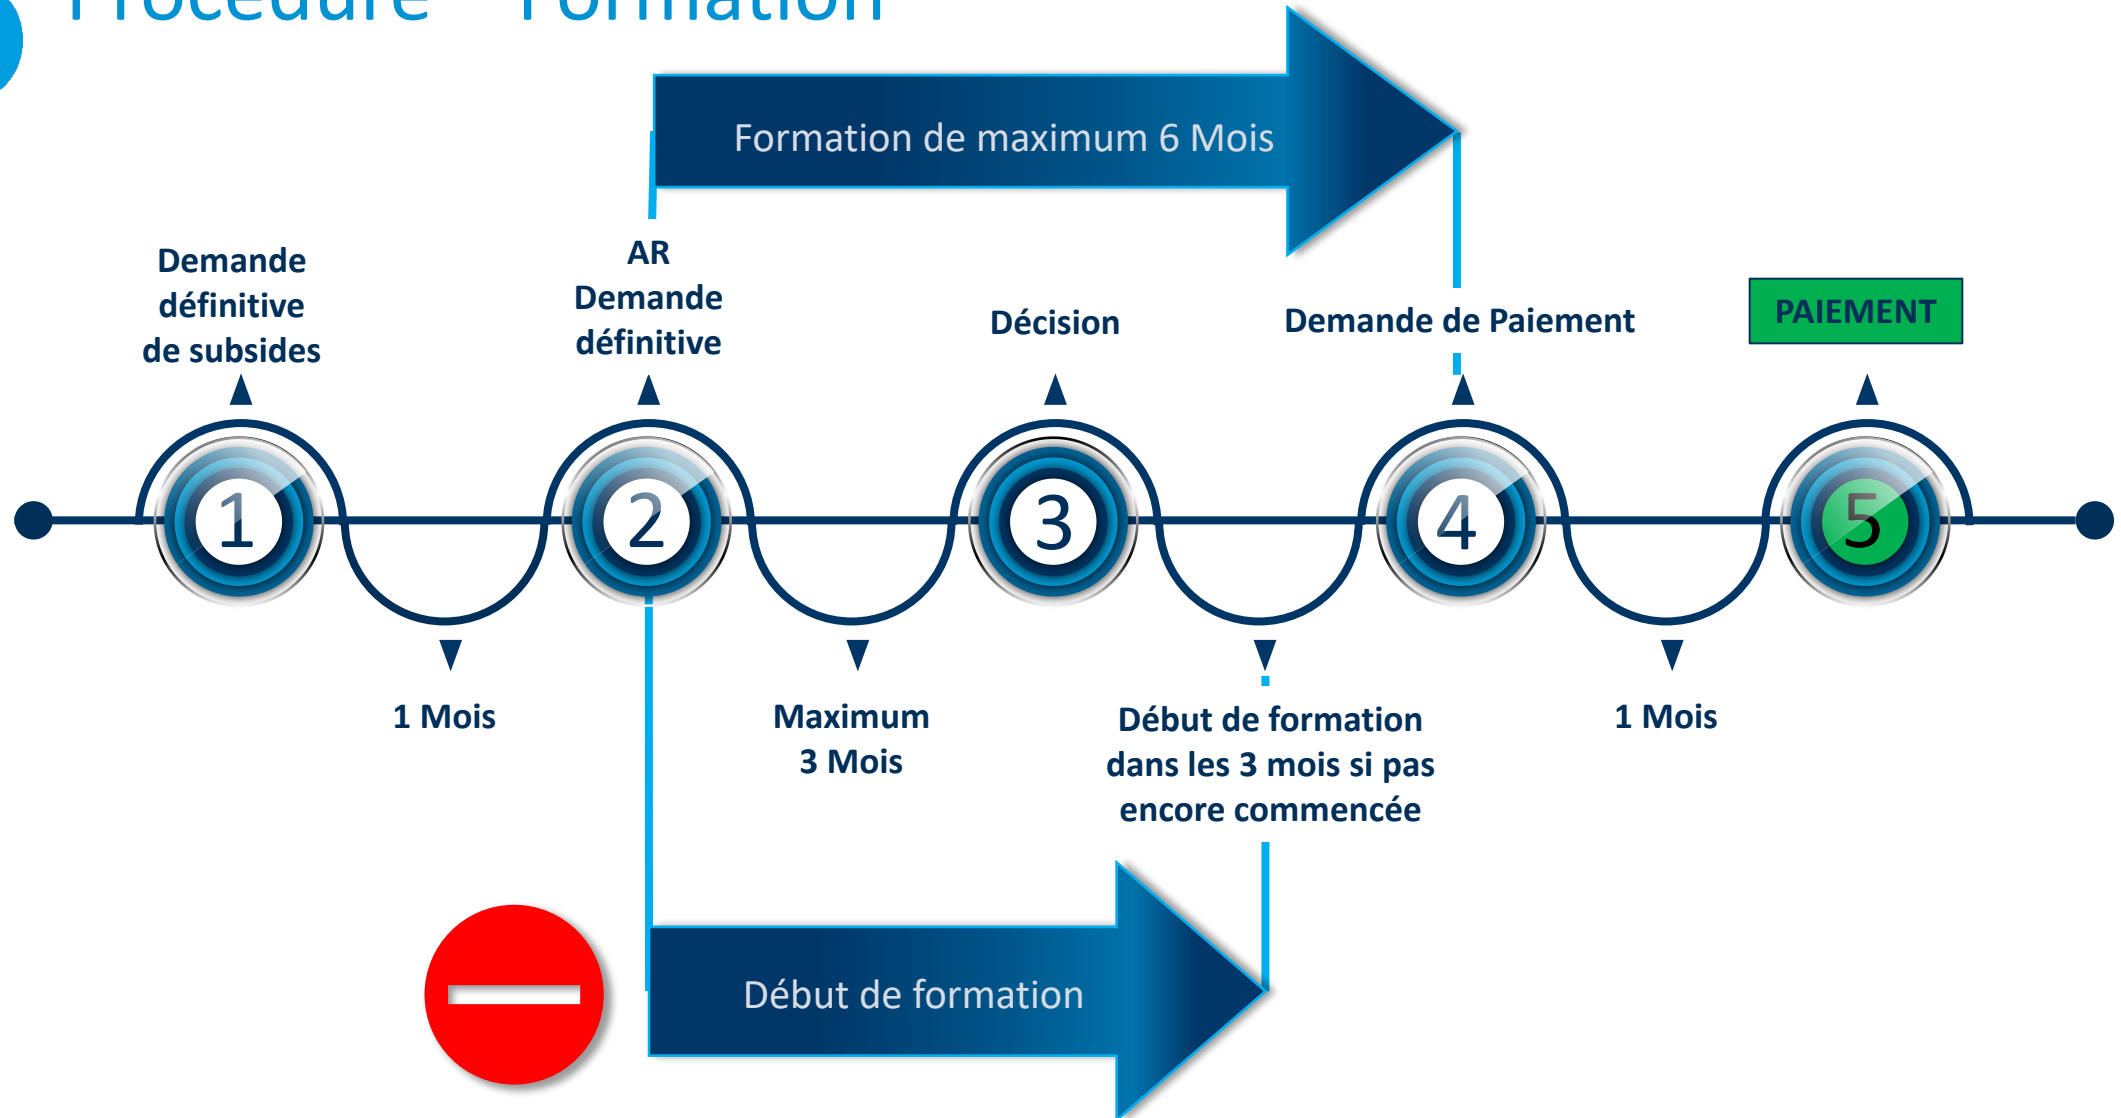 Procédure Formation
Formation de maximum 6 Mois
Demande
définitive
de subsides
AR
Demande
définitive
Décision
Demande de Paiement
PAIEMENT
1
2
3
4
5
1 Mois
Maximum
3 Mois
Début de formation
dans les 3 mois si pas
encore commencée
1 Mois
Début de formation